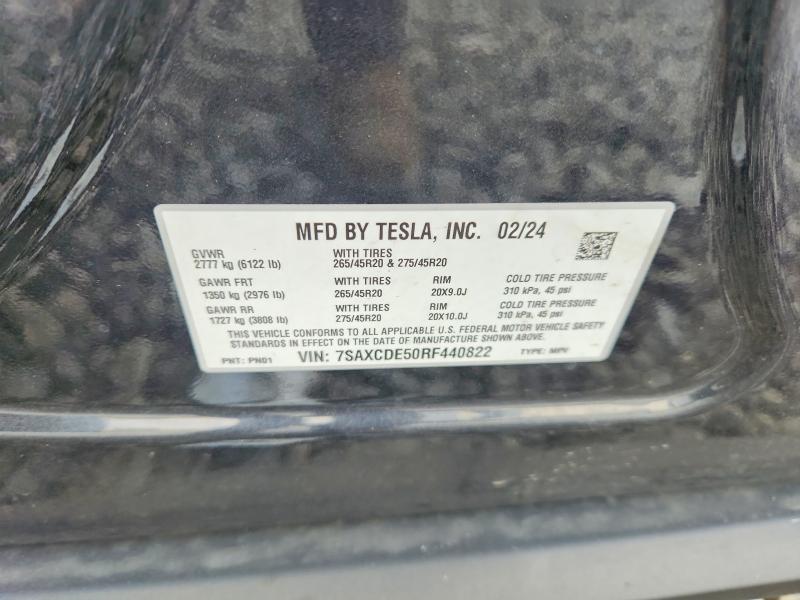 MFD BY TESLA, INC. 02/24
GVWR
2777 kg (6122 lb)
WITH TIRES
265/45R20 & 275/45R20
GAWR FRT
1350 kg (2976 lb)
WITH TIRES
265/45R20
RIM
20X9.0J
COLD TIRE PRESSURE
310 kPa, 45 psi
GAWR RR
1727 kg (3808 lb)
WITH TIRES
275/45R20
RIM
20X10.0J
COLD TIRE PRESSURE
310 kPa, 45 psi
THIS VEHICLE CONFORMS TO ALL APPLICABLE U.S. FEDERAL MOTOR VEHICLE SAFETY
STANDARDS IN EFFECT ON THE DATE OF MANUFACTURE SHOWN ABOVE.
PNT: PN01 VIN: 7SAXCDE50RF440822 TYPE: MPV